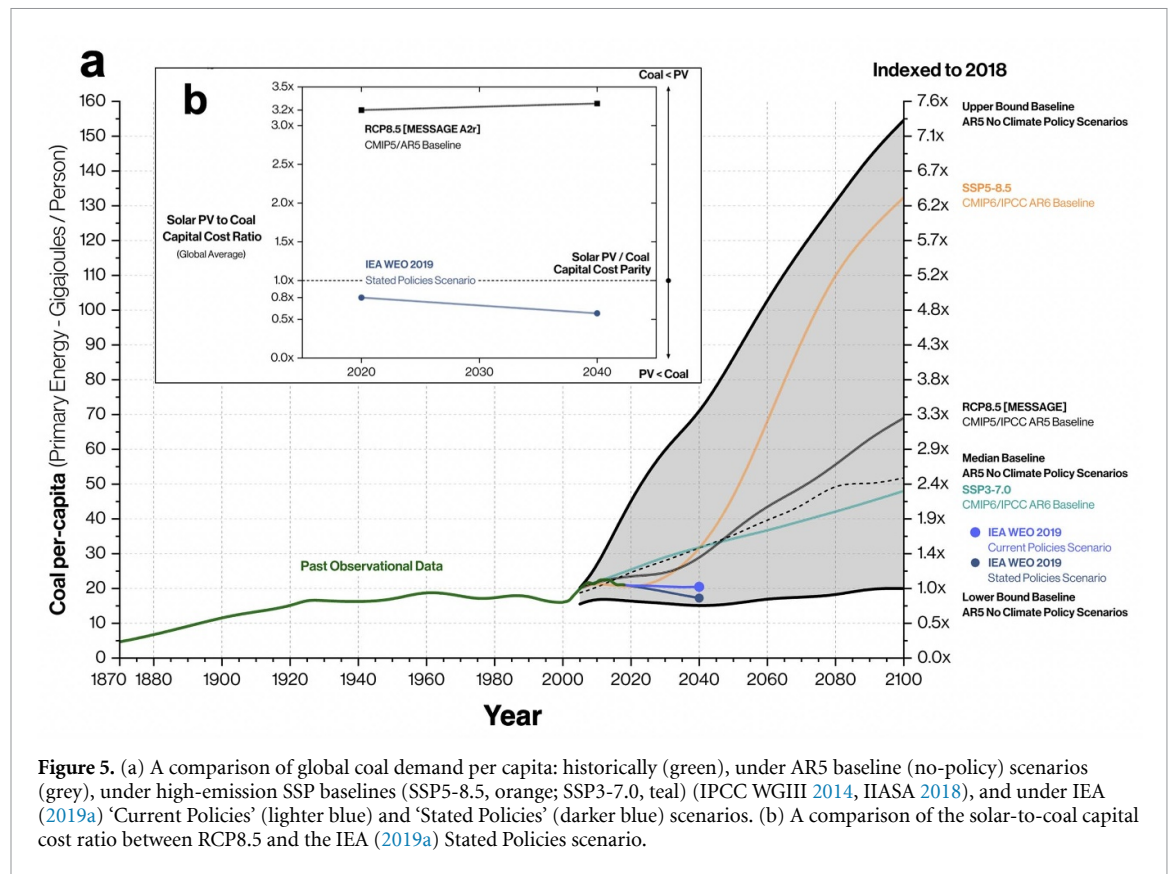 a
b
Coal < PV
3.5x
3.2x
3.0x
2.5x
2.0x
1.5x
1.0x
0.8x
0.5x
0.0x
RCP8.5 [MESSAGE A2r]
CMIP5/AR5 Baseline
Solar PV to Coal
Capital Cost Ratio
(Global Average)
IEA WEO 2019
Stated Policies Scenario
Solar PV / Coal
Capital Cost Parity
2020 2030 2040
PV < Coal
Indexed to 2018
Coal per-capita (Primary Energy - Gigajoules / Person)
160
150
140
130
120
110
100
90
80
70
60
50
40
30
20
10
0
Past Observational Data
7.6x
7.1x
6.7x
6.2x
5.7x
5.2x
4.8x
4.3x
3.8x
3.3x
2.9x
2.4x
1.9x
1.4x
1.0x
0.5x
0.0x
Upper Bound Baseline
AR5 No Climate Policy Scenarios
SSP5-8.5
CMIP6/IPCC AR6 Baseline
RCP8.5 [MESSAGE]
CMIP5/IPCC AR5 Baseline
Median Baseline
AR5 No Climate Policy Scenarios
SSP3-7.0
CMIP6/IPCC AR6 Baseline
IEA WEO 2019
Current Policies Scenario
IEA WEO 2019
Stated Policies Scenario
Lower Bound Baseline
AR5 No Climate Policy Scenarios
1870 1880 1900 1920 1940 1960 1980 2000 2020 2040 2060 2080 2100
Year
Figure 5. (a) A comparison of global coal demand per capita: historically (green), under AR5 baseline (no-policy) scenarios
(grey), under high-emission SSP baselines (SSP5-8.5, orange; SSP3-7.0, teal) (IPCC WGIII 2014, IIASA 2018), and under IEA
(2019a) ‘Current Policies’ (lighter blue) and ‘Stated Policies’ (darker blue) scenarios. (b) A comparison of the solar-to-coal capital
cost ratio between RCP8.5 and the IEA (2019a) Stated Policies scenario.